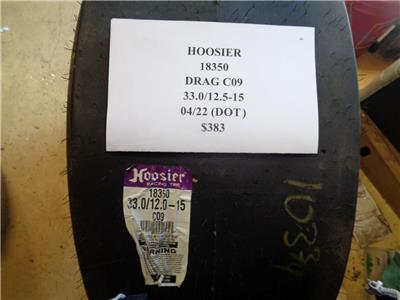 HOOSIER
18350
DRAG C09
33.0/12.5-15
04/22 (DOT)
$383
Hoosier
RACING TIRE
18350
33.0/12.0-15
C09
WARNING